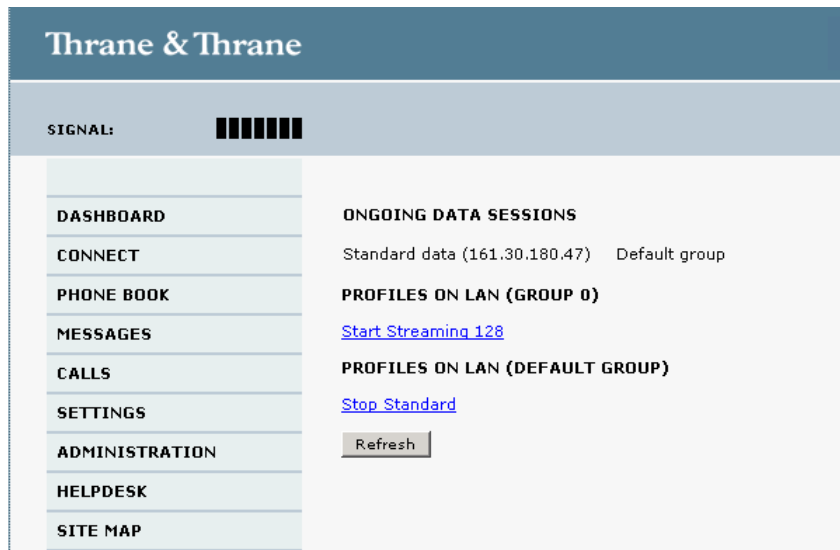 Thrane & Thrane
SIGNAL:
DASHBOARD
CONNECT
PHONE BOOK
MESSAGES
CALLS
SETTINGS
ADMINISTRATION
HELPDESK
SITE MAP
ONGOING DATA SESSIONS
Standard data (161.30.180.47) Default group
PROFILES ON LAN (GROUP 0)
Start Streaming 128
PROFILES ON LAN (DEFAULT GROUP)
Stop Standard
Refresh